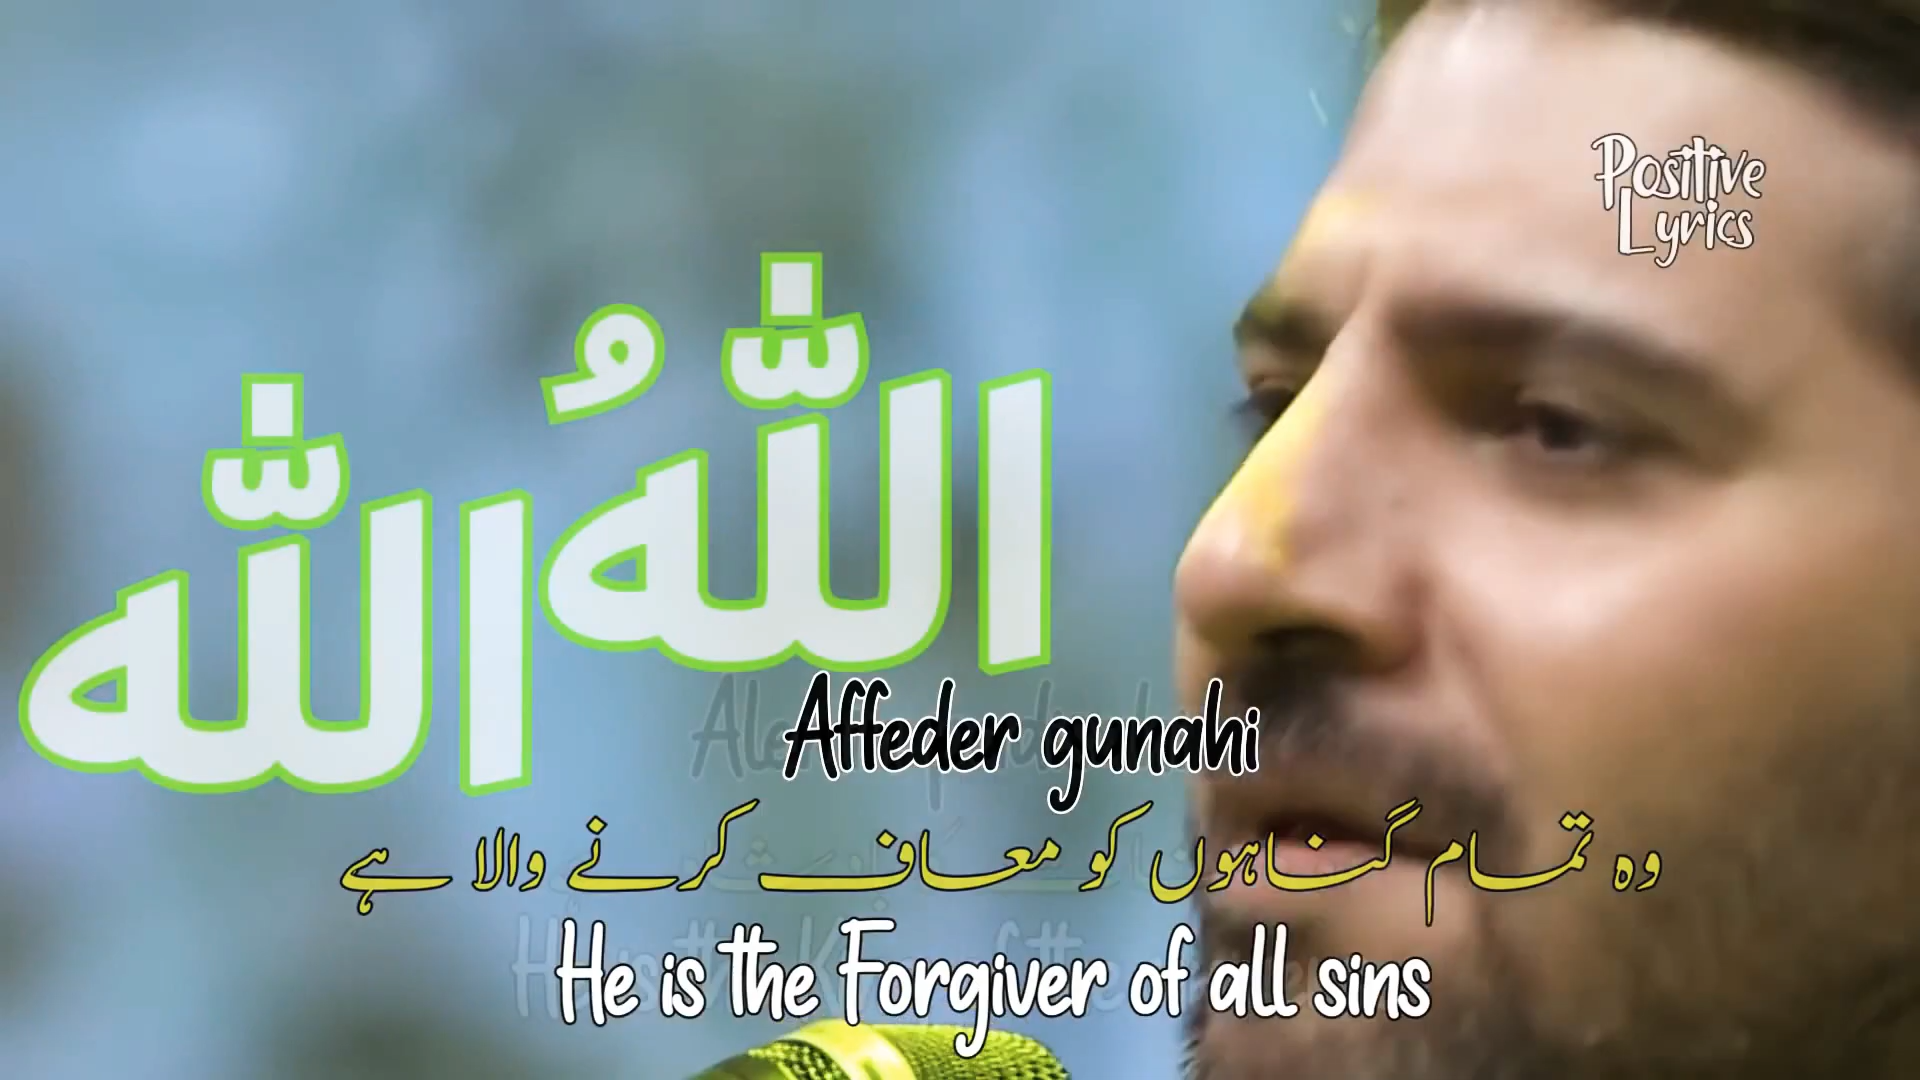 Positive
Lyrics
اللهُ الله
Affeder gunahi
وہ تمام گناہوں کو معاف کرنے والا ہے
He is the Forgiver of all sins